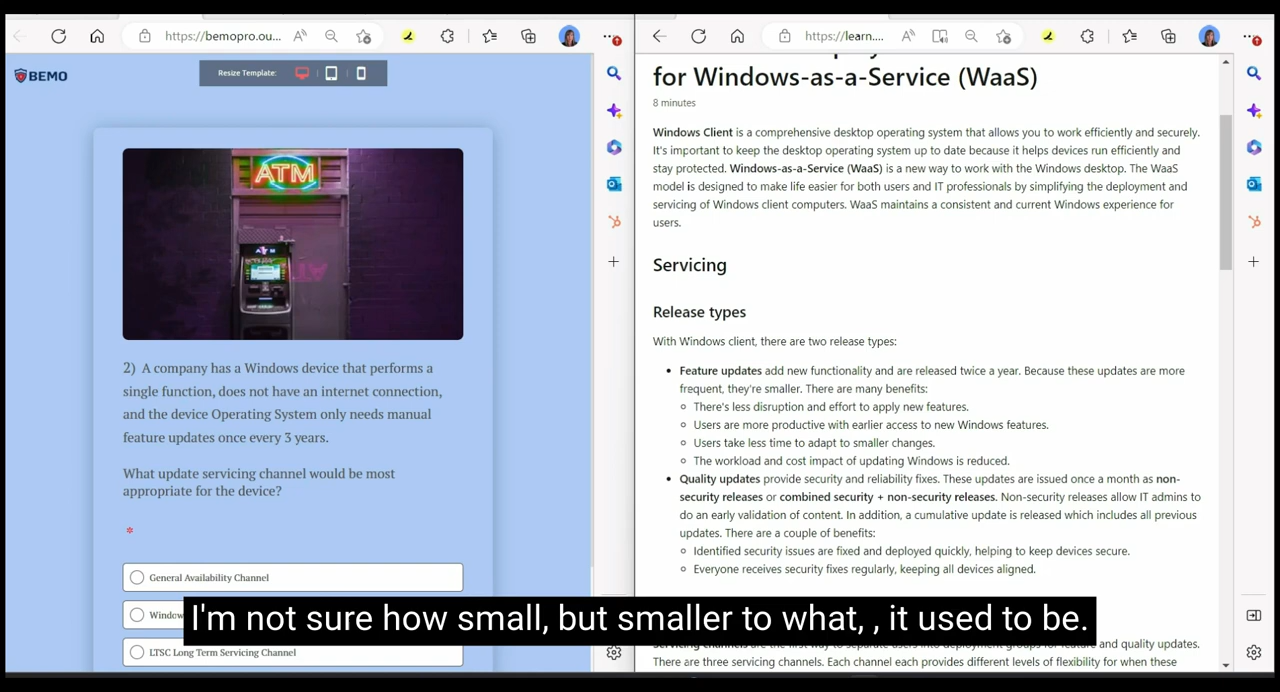 https://bemopro.ou...
https://learn....
BEMO
Resize Template:
ATM
2) A company has a Windows device that performs a
single function, does not have an internet connection,
and the device Operating System only needs manual
feature updates once every 3 years.
What update servicing channel would be most
appropriate for the device?
*
General Availability Channel
LTSC Long Term Servicing Channel
for Windows-as-a-Service (WaaS)
8 minutes
Windows Client is a comprehensive desktop operating system that allows you to work efficiently and securely.
It's important to keep the desktop operating system up to date because it helps devices run efficiently and
stay protected. Windows-as-a-Service (WaaS) is a new way to work with the Windows desktop. The WaaS
model is designed to make life easier for both users and IT professionals by simplifying the deployment and
servicing of Windows client computers. WaaS maintains a consistent and current Windows experience for
users.
Servicing
Release types
With Windows client, there are two release types:
• Feature updates add new functionality and are released twice a year. Because these updates are more
frequent, they're smaller. There are many benefits:
○ There's less disruption and effort to apply new features.
○ Users are more productive with earlier access to new Windows features.
○ Users take less time to adapt to smaller changes.
○ The workload and cost impact of updating Windows is reduced.
• Quality updates provide security and reliability fixes. These updates are issued once a month as non-
security releases or combined security + non-security releases. Non-security releases allow IT admins to
do an early validation of content. In addition, a cumulative update is released which includes all previous
updates. There are a couple of benefits:
○ Identified security issues are fixed and deployed quickly, helping to keep devices secure.
○ Everyone receives security fixes regularly, keeping all devices aligned.
Servicing channels are the first way to separate users into deployment groups for feature and quality updates.
There are three servicing channels. Each channel each provides different levels of flexibility for when these
I'm not sure how small, but smaller to what, , it used to be.